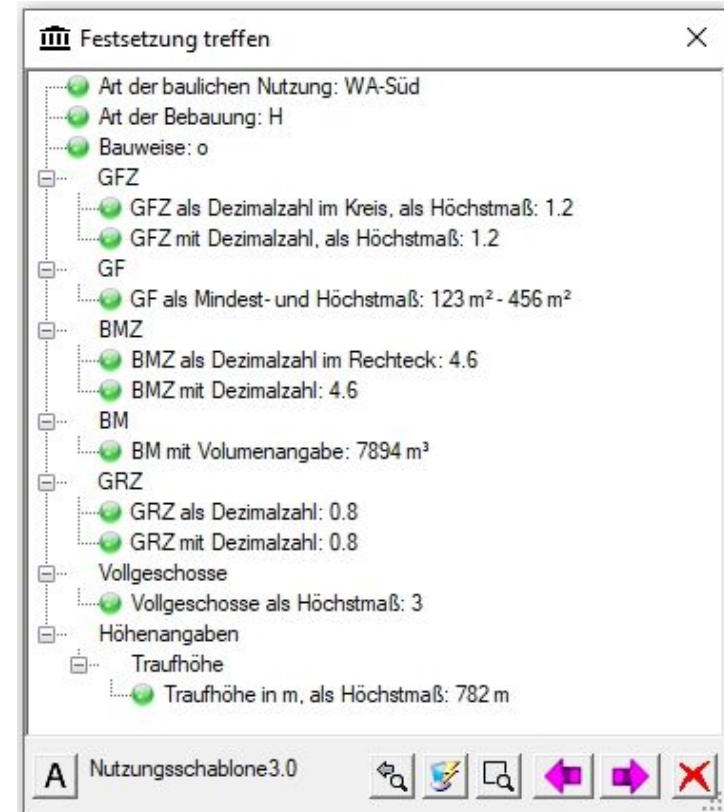 Festsetzung treffen
Art der baulichen Nutzung: WA-Süd
Art der Bebauung: H
Bauweise: o
GFZ
GFZ als Dezimalzahl im Kreis, als Höchstmaß: 1.2
GFZ mit Dezimalzahl, als Höchstmaß: 1.2
GF
GF als Mindest- und Höchstmaß: 123 m² - 456 m²
BMZ
BMZ als Dezimalzahl im Rechteck: 4.6
BMZ mit Dezimalzahl: 4.6
BM
BM mit Volumenangabe: 7894 m³
GRZ
GRZ als Dezimalzahl: 0.8
GRZ mit Dezimalzahl: 0.8
Vollgeschosse
Vollgeschosse als Höchstmaß: 3
Höhenangaben
Traufhöhe
Traufhöhe in m, als Höchstmaß: 782 m
A Nutzungsschablone3.0